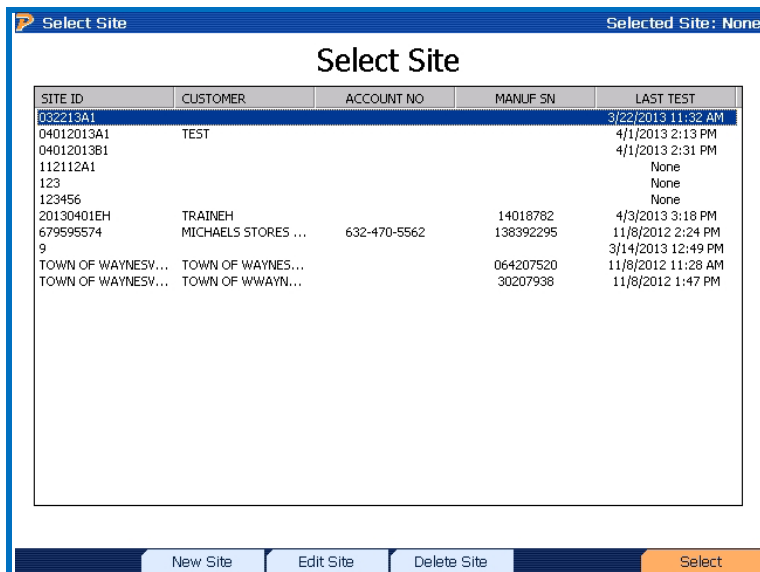 Select Site Selected Site: None
Select Site
SITE ID CUSTOMER ACCOUNT NO MANUF SN LAST TEST
032213A1 3/22/2013 11:32 AM
04012013A1 TEST 4/1/2013 2:13 PM
04012013B1 4/1/2013 2:31 PM
112112A1 None
123 None
123456 None
20130401EH TRAINEH 14018782 4/3/2013 3:18 PM
679595574 MICHAELS STORES ... 632-470-5562 138392295 11/8/2012 2:24 PM
9 3/14/2013 12:49 PM
TOWN OF WAYNESV... TOWN OF WAYNES... 064207520 11/8/2012 11:28 AM
TOWN OF WAYNESV... TOWN OF WWAYN... 30207938 11/8/2012 1:47 PM
New Site Edit Site Delete Site Select